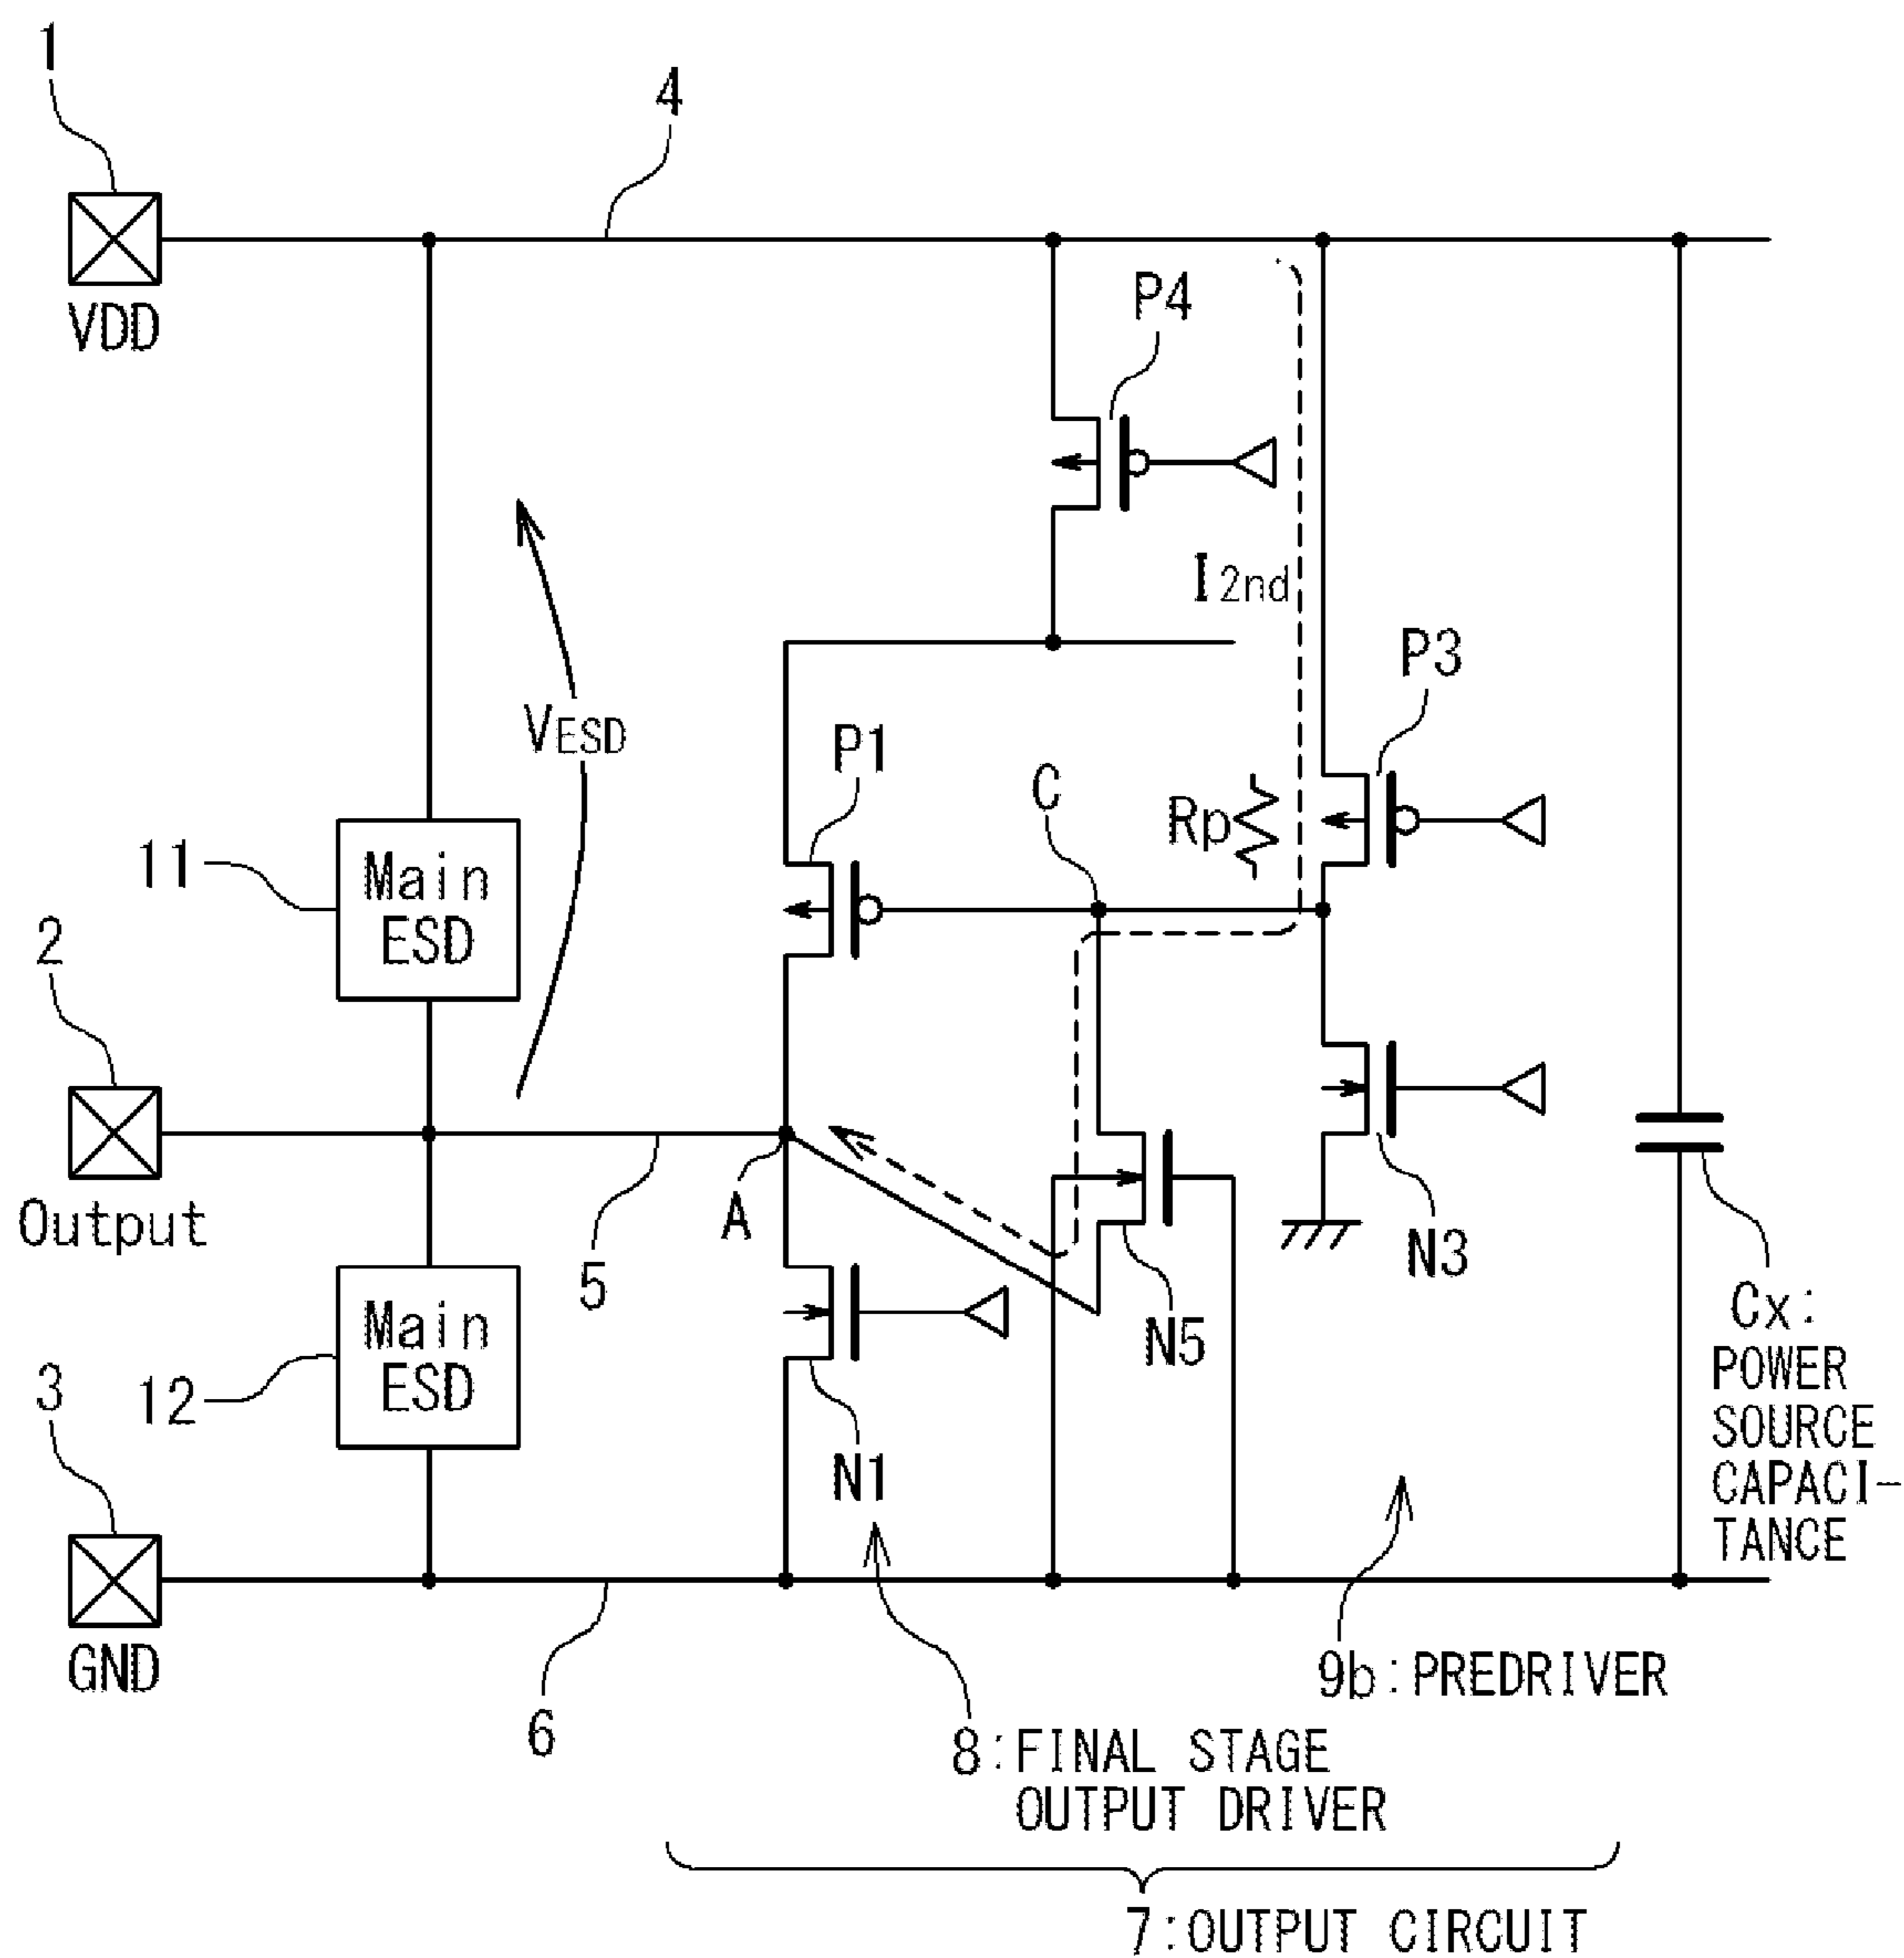 1
4
VDD
P4
I2nd
P3
VESD
P1
C
Rp
11
Main
ESD
2
Output
A
5
N5
N3
Cx:
POWER
SOURCE
CAPACI-
TANCE
12
Main
ESD
3
N1
GND
6
9b:PREDRIVER
8:FINAL STAGE
OUTPUT DRIVER
7:OUTPUT CIRCUIT